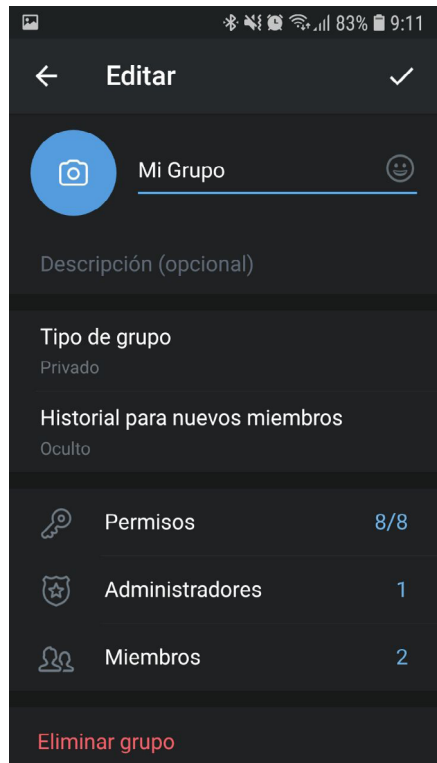 83% 9:11
Editar
Mi Grupo
Descripción (opcional)
Tipo de grupo
Privado
Historial para nuevos miembros
Oculto
Permisos 8/8
Administradores 1
Miembros 2
Eliminar grupo